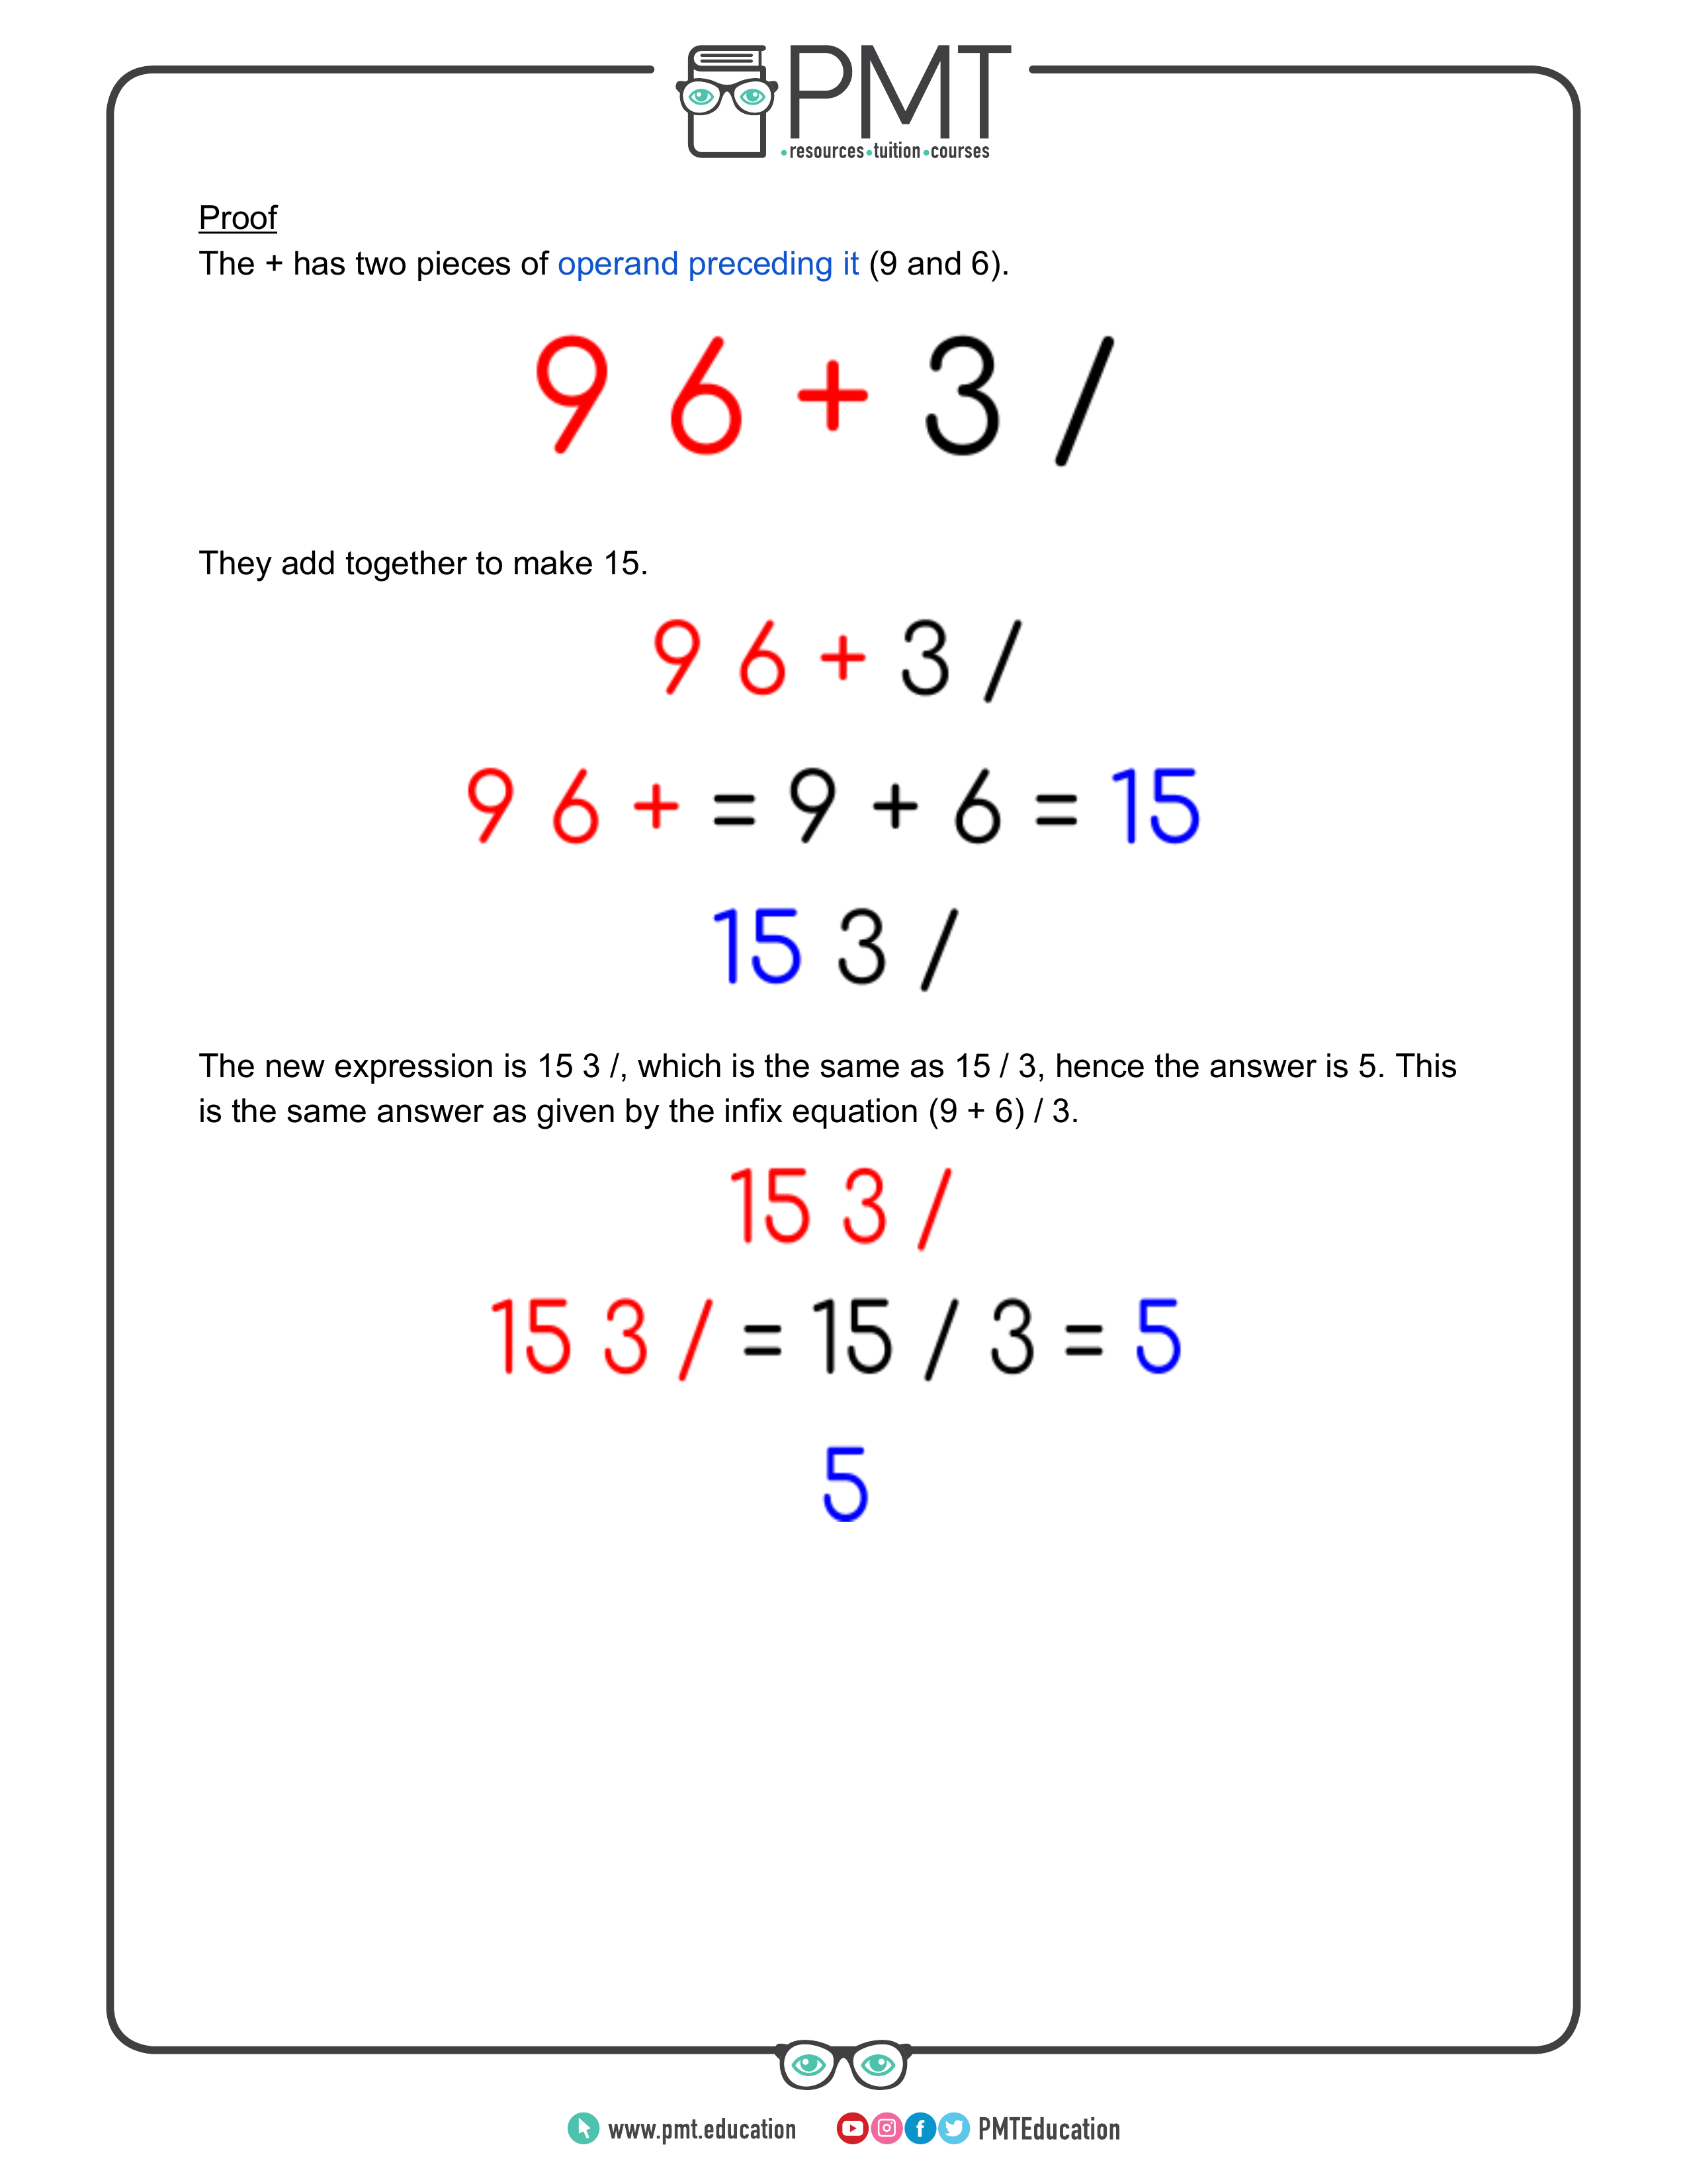 PMT
•resources•tuition•courses
Proof
The + has two pieces of operand preceding it (9 and 6).
9 6 + 3 /
They add together to make 15.
9 6 + 3 /
9 6 + = 9 + 6 = 15
15 3 /
The new expression is 15 3 /, which is the same as 15 / 3, hence the answer is 5. This
is the same answer as given by the infix equation (9 + 6) / 3.
15 3 /
15 3 / = 15 / 3 = 5
5
www.pmt.education PMTEducation